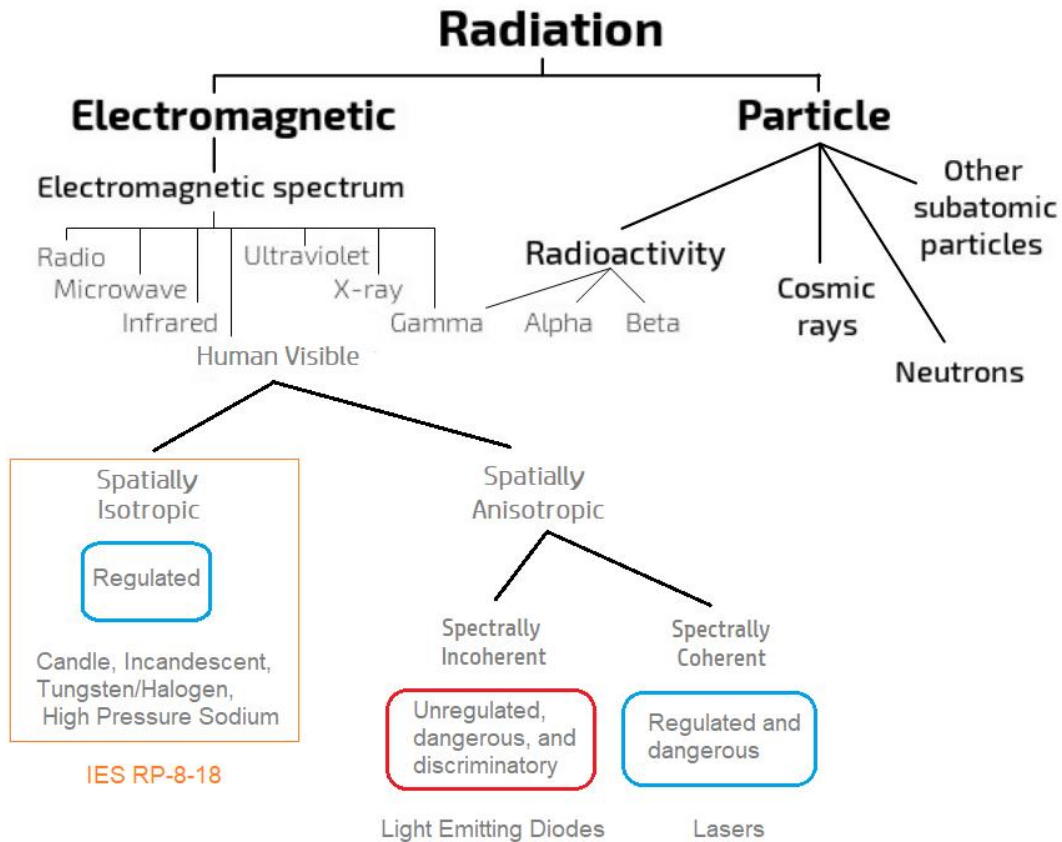 Radiation
Electromagnetic
Particle
Electromagnetic spectrum
Radio
Microwave
Infrared
Human Visible
Ultraviolet
X-ray
Gamma
Radioactivity
Alpha
Beta
Cosmic
rays
Neutrons
Other
subatomic
particles
Spatially
Isotropic
Regulated
Candle, Incandescent,
Tungsten/Halogen,
High Pressure Sodium
IES RP-8-18
Spatially
Anisotropic
Spectrally
Incoherent
Unregulated,
dangerous, and
discriminatory
Light Emitting Diodes
Spectrally
Coherent
Regulated and
dangerous
Lasers